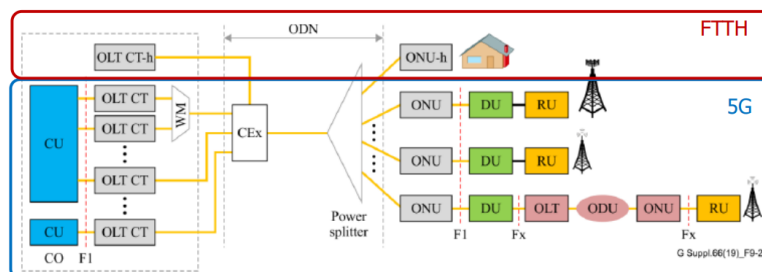 FTTH
ODN
OLT CT-h
ONU-h
5G
OLT CT
ONU
DU
RU
CU
WM
OLT CT
CEx
OLT CT
ONU
DU
RU
ONU
DU
OLT
ODU
ONU
RU
CU
OLT CT
Power
splitter
F1
Fx
Fx
CO
F1
G Suppl.66(19)_F9-2